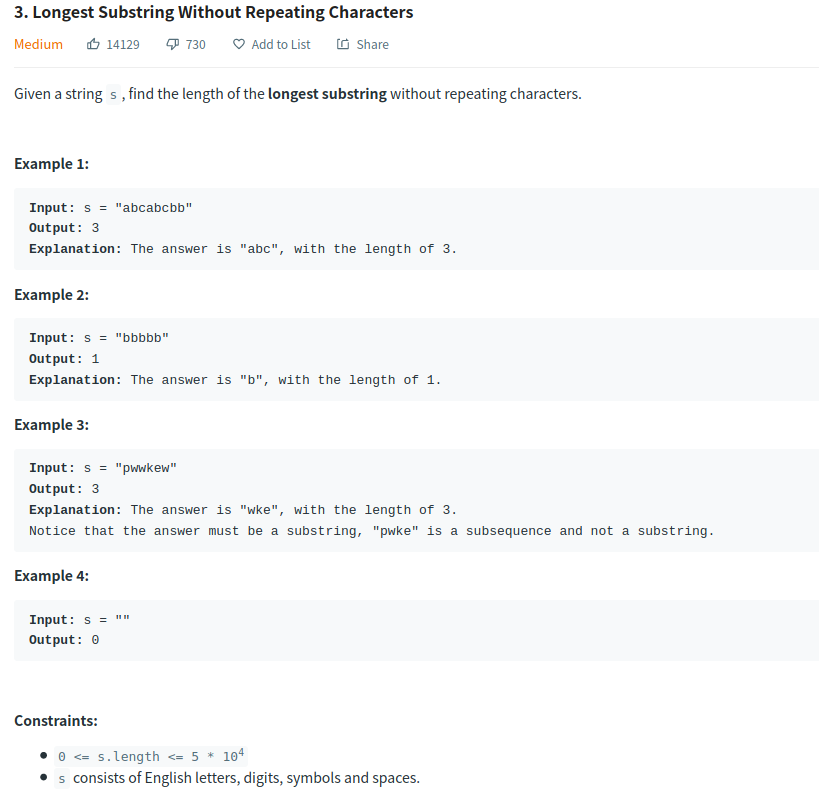 3. Longest Substring Without Repeating Characters
Medium 14129 730 Add to List Share
Given a string s , find the length of the longest substring without repeating characters.
Example 1:
Input: s = "abcabcbb"
Output: 3
Explanation: The answer is "abc", with the length of 3.
Example 2:
Input: s = "bbbbb"
Output: 1
Explanation: The answer is "b", with the length of 1.
Example 3:
Input: s = "pwwkew"
Output: 3
Explanation: The answer is "wke", with the length of 3.
Notice that the answer must be a substring, "pwke" is a subsequence and not a substring.
Example 4:
Input: s = ""
Output: 0
Constraints:
• 0 <= s.length <= 5 * 10⁴
• s consists of English letters, digits, symbols and spaces.